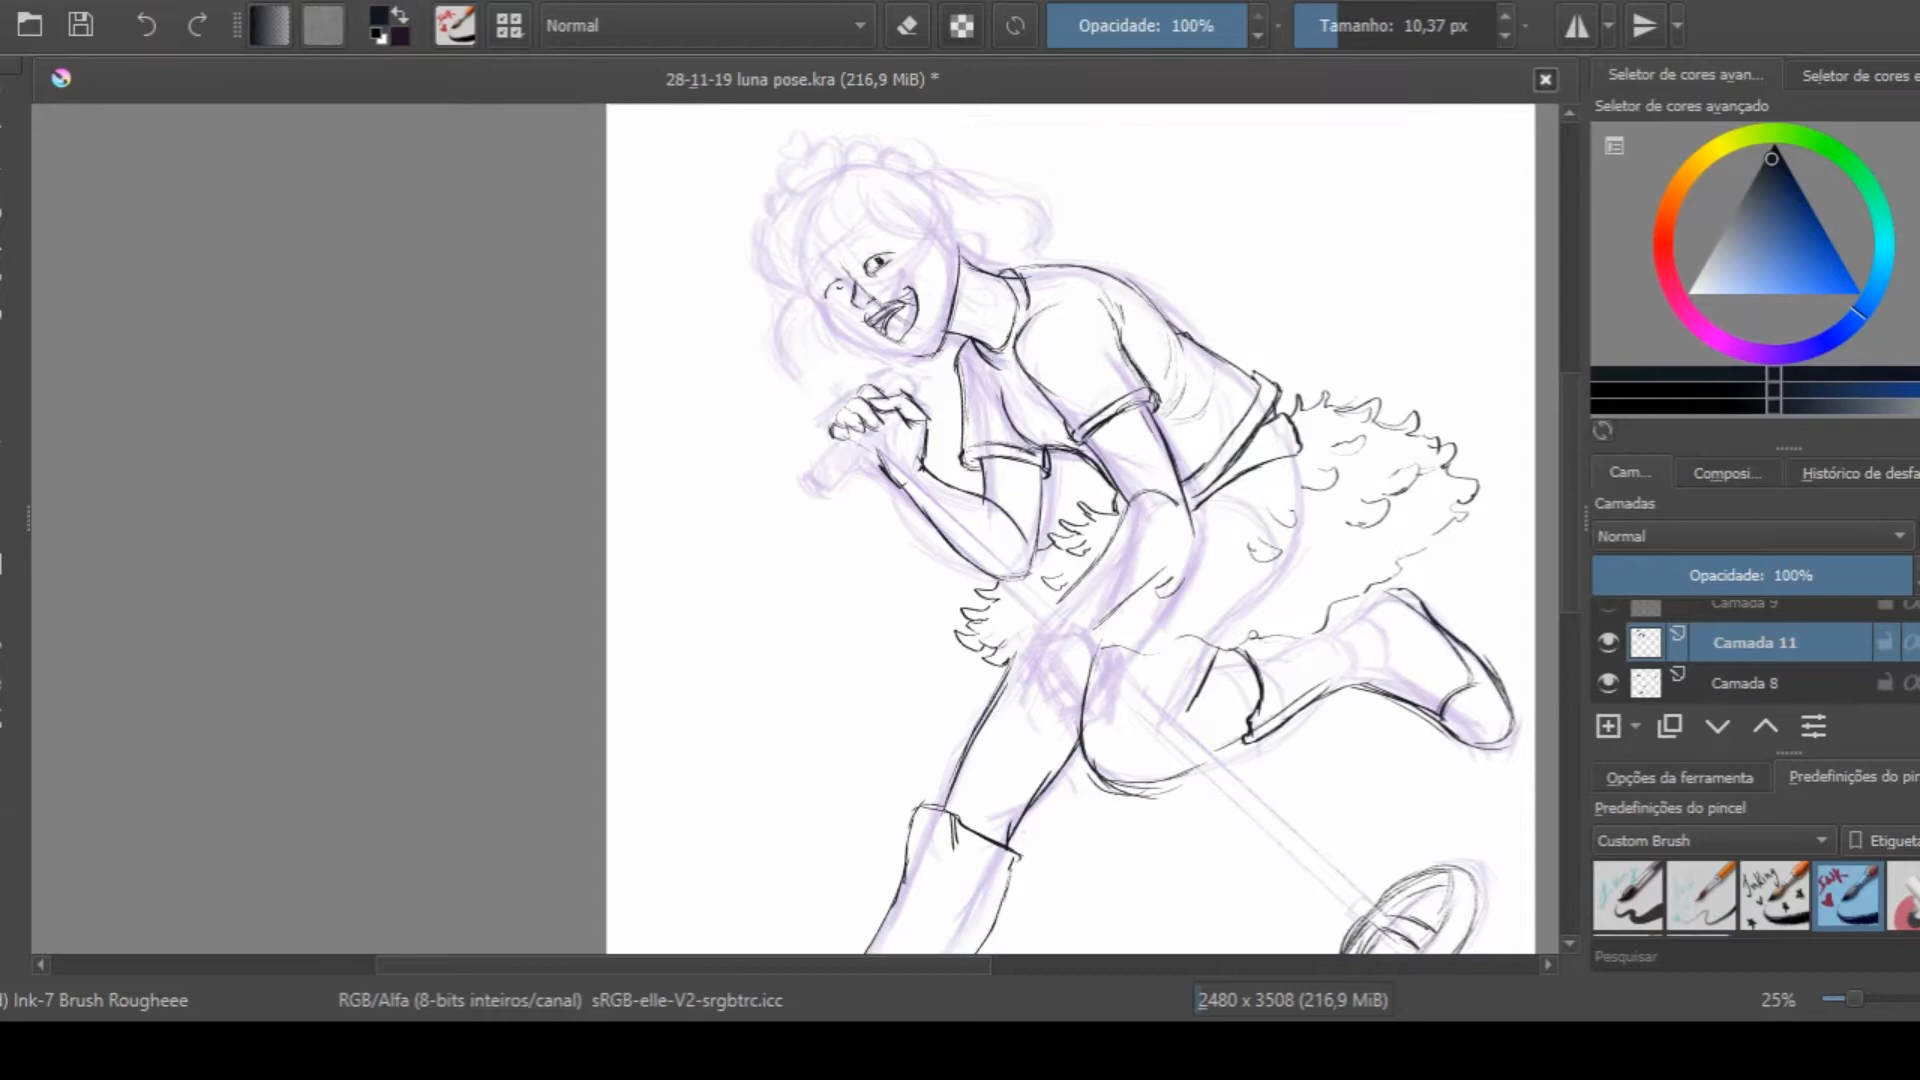 Normal
Opacidade: 100%
Tamanho: 10,37 px
28-11-19 luna pose.kra (216,9 MiB) *
Seletor de cores avan...
Seletor de cores e
Seletor de cores avançado
Cam...
Composi...
Histórico de desfa
Camadas
Normal
Opacidade: 100%
Camada 9
Camada 11
Camada 8
Opções da ferramenta
Predefinições do pin
Predefinições do pincel
Custom Brush
Etiqueta
Inking
Pesquisar
) Ink-7 Brush Rougheee
RGB/Alfa (8-bits inteiros/canal) sRGB-elle-V2-srgbtrc.icc
2480 x 3508 (216,9 MiB)
25%